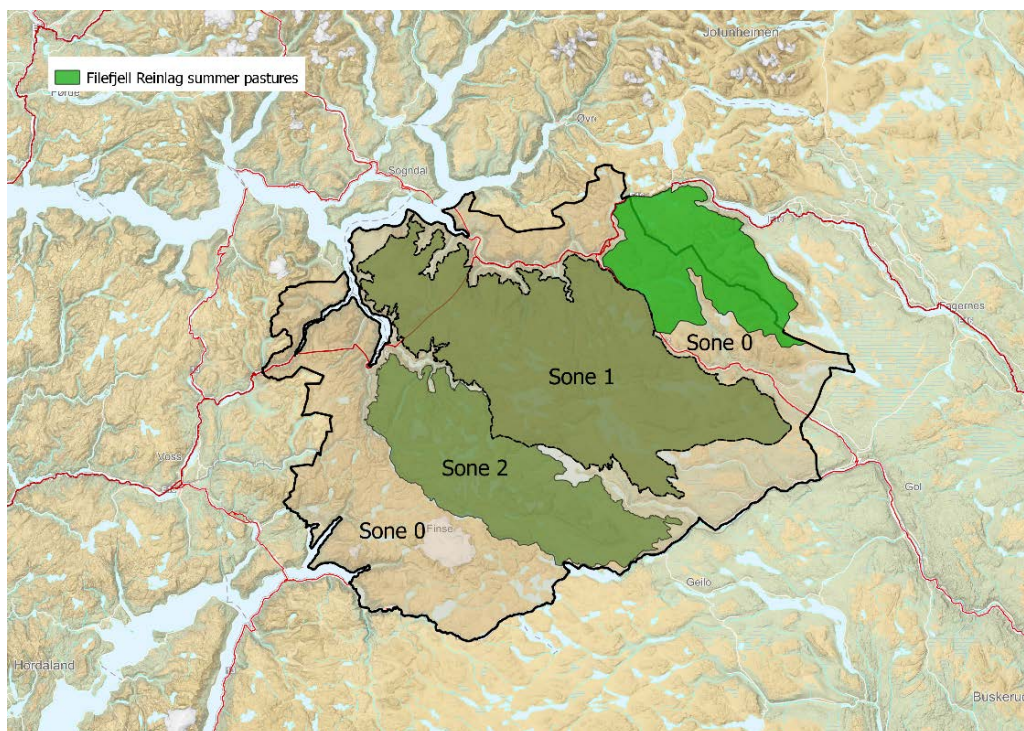 Jotunheimen
Filefjell Reinlag summer pastures
Førde
Øvre
Sogndal
Fagernes
Sone 0
Sone 1
Sone 2
Voss
Gol
Sone 0
Finse
Geilo
Hordaland
Buskerud